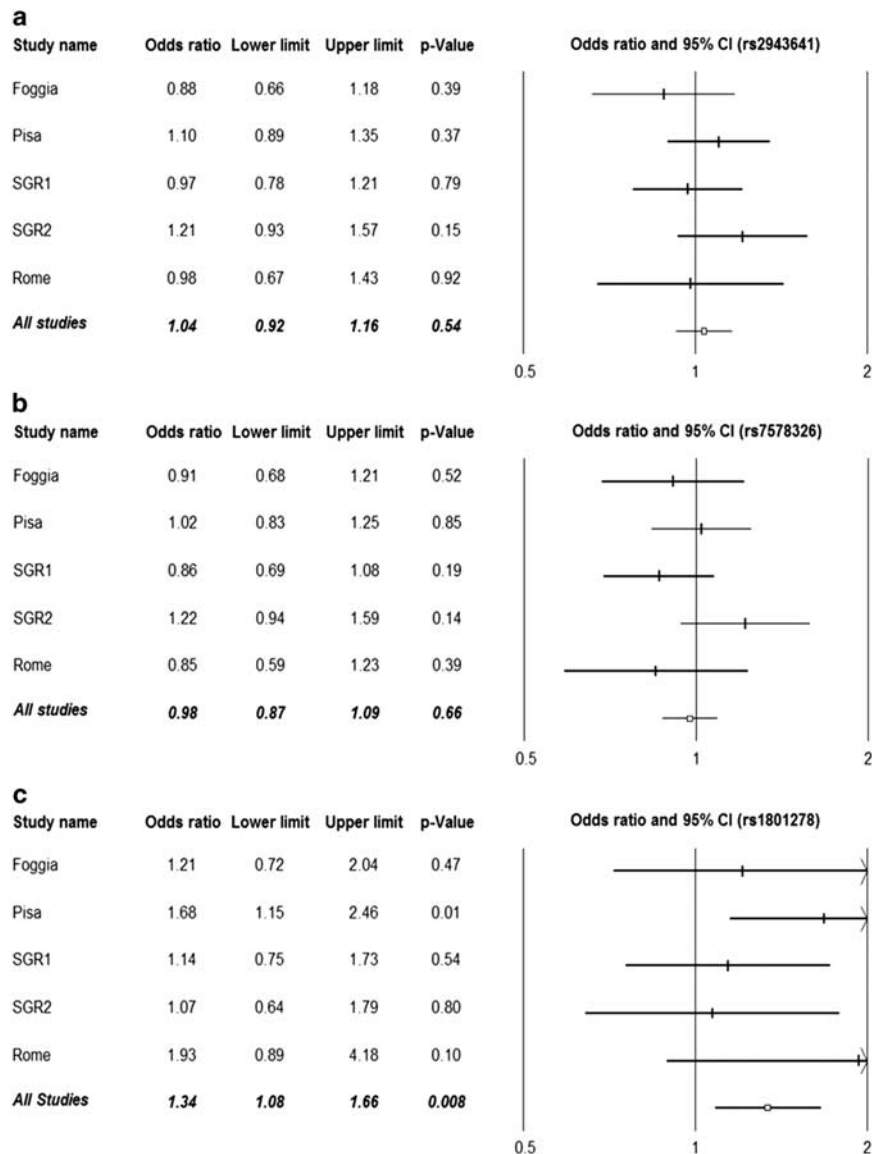 a
Study name Odds ratio Lower limit Upper limit p-Value Odds ratio and 95% CI (rs2943641)
Foggia 0.88 0.66 1.18 0.39
Pisa 1.10 0.89 1.35 0.37
SGR1 0.97 0.78 1.21 0.79
SGR2 1.21 0.93 1.57 0.15
Rome 0.98 0.67 1.43 0.92
All studies 1.04 0.92 1.16 0.54
0.5 1 2
b
Study name Odds ratio Lower limit Upper limit p-Value Odds ratio and 95% CI (rs7578326)
Foggia 0.91 0.68 1.21 0.52
Pisa 1.02 0.83 1.25 0.85
SGR1 0.86 0.69 1.08 0.19
SGR2 1.22 0.94 1.59 0.14
Rome 0.85 0.59 1.23 0.39
All studies 0.98 0.87 1.09 0.66
0.5 1 2
c
Study name Odds ratio Lower limit Upper limit p-Value Odds ratio and 95% CI (rs1801278)
Foggia 1.21 0.72 2.04 0.47
Pisa 1.68 1.15 2.46 0.01
SGR1 1.14 0.75 1.73 0.54
SGR2 1.07 0.64 1.79 0.80
Rome 1.93 0.89 4.18 0.10
All Studies 1.34 1.08 1.66 0.008
0.5 1 2